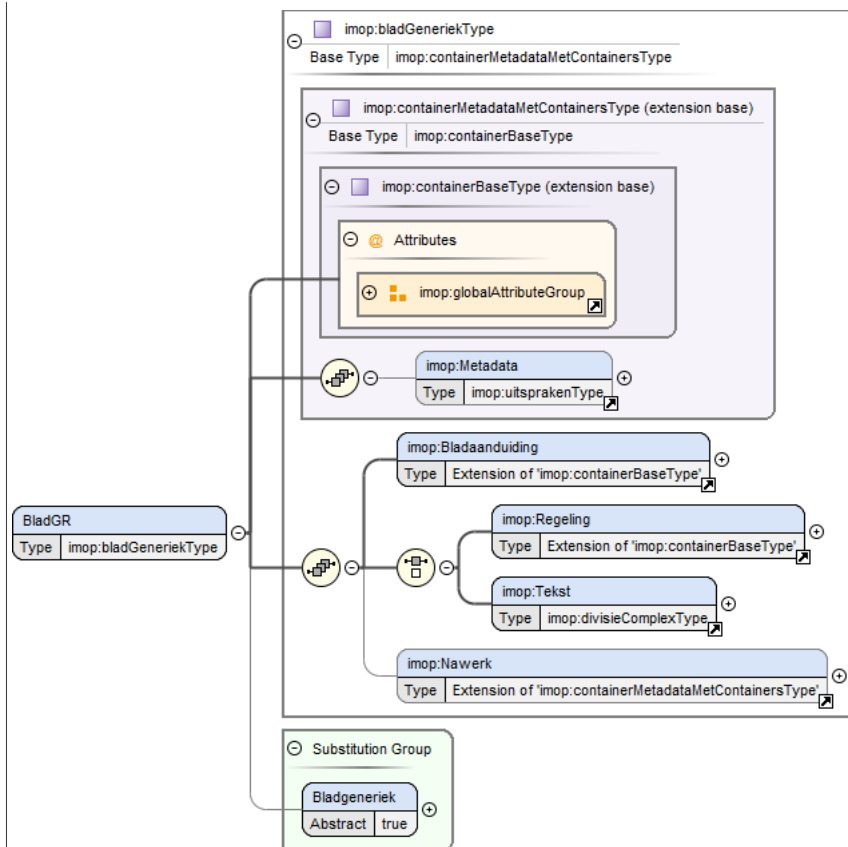 imop:bladGeneriekType
Base Type imop:containerMetadataMetContainersType
imop:containerMetadataMetContainersType (extension base)
Base Type imop:containerBaseType
imop:containerBaseType (extension base)
@ Attributes
imop:globalAttributeGroup
imop:Metadata
Type imop:uitsprakenType
imop:Bladaanduiding
Type Extension of 'imop:containerBaseType'
BladGR
Type imop:bladGeneriekType
imop:Regeling
Type Extension of 'imop:containerBaseType'
imop:Tekst
Type imop:divisieComplexType
imop:Nawerk
Type Extension of 'imop:containerMetadataMetContainersType'
Substitution Group
Bladgeneriek
Abstract true